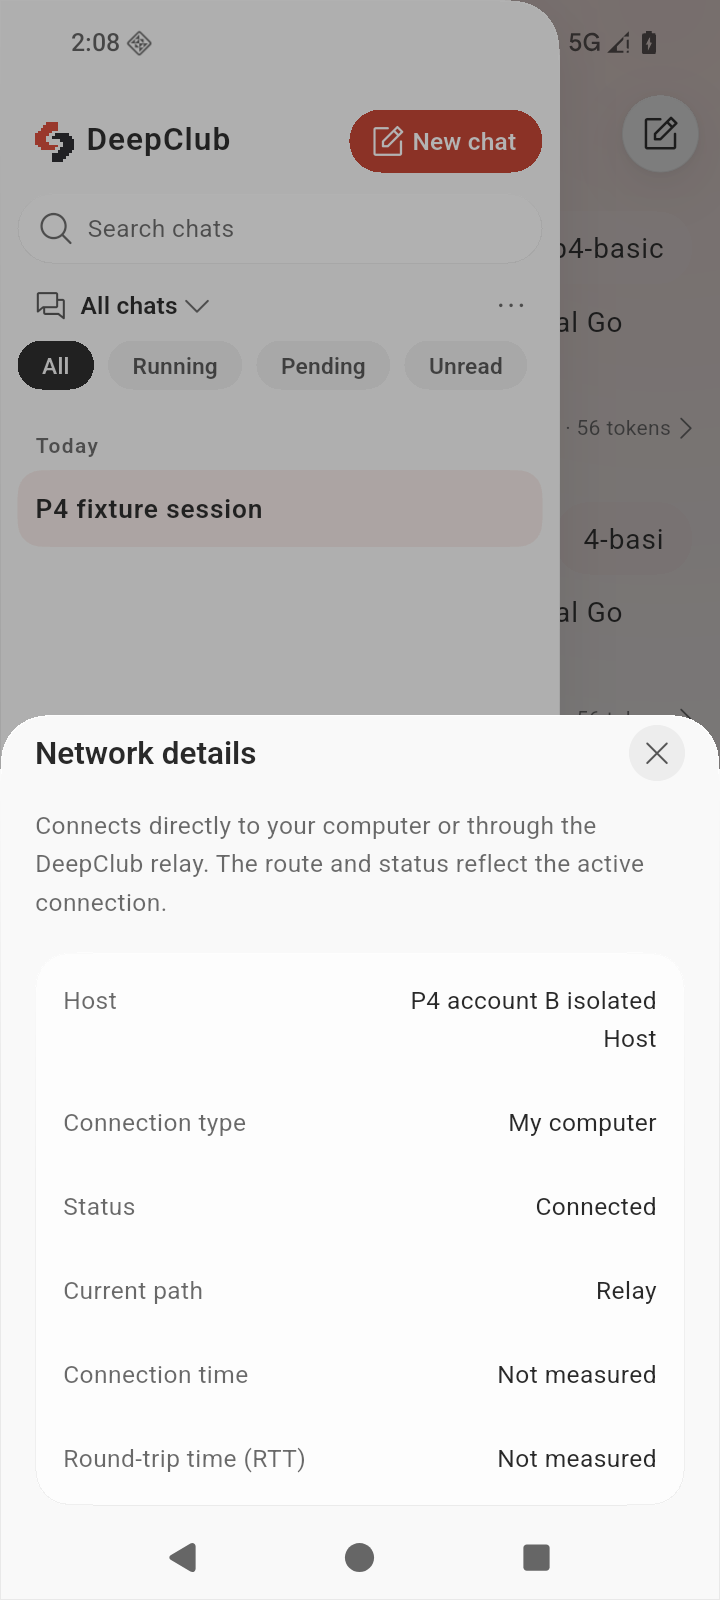 2:08
5G
DeepClub
New chat
Search chats
All chats
All
Running
Pending
Unread
Today
P4 fixture session
4-basic
al Go
· 56 tokens
4-basi
al Go
Network details
Connects directly to your computer or through the
DeepClub relay. The route and status reflect the active
connection.
Host
P4 account B isolated
Host
Connection type
My computer
Status
Connected
Current path
Relay
Connection time
Not measured
Round-trip time (RTT)
Not measured